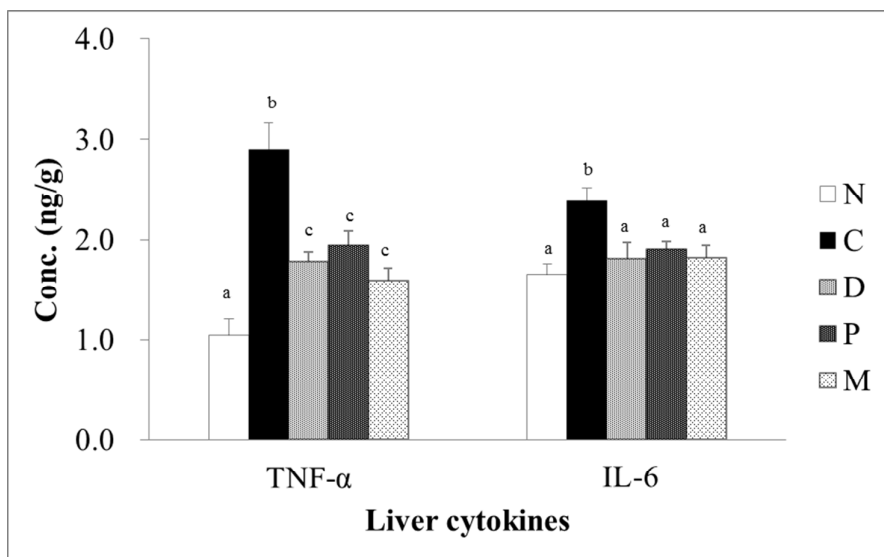 4.0
3.0
2.0
1.0
0.0
Conc. (ng/g)
a
b
c
c
c
a
b
a
a
a
TNF-α
IL-6
Liver cytokines
N
C
D
P
M